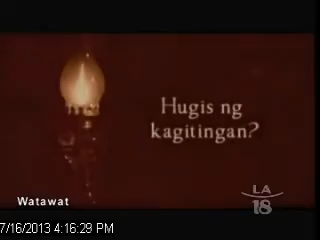 Hugis ng
kagitingan?
Watawat
LA
18
7/16/2013 4:16:29 PM